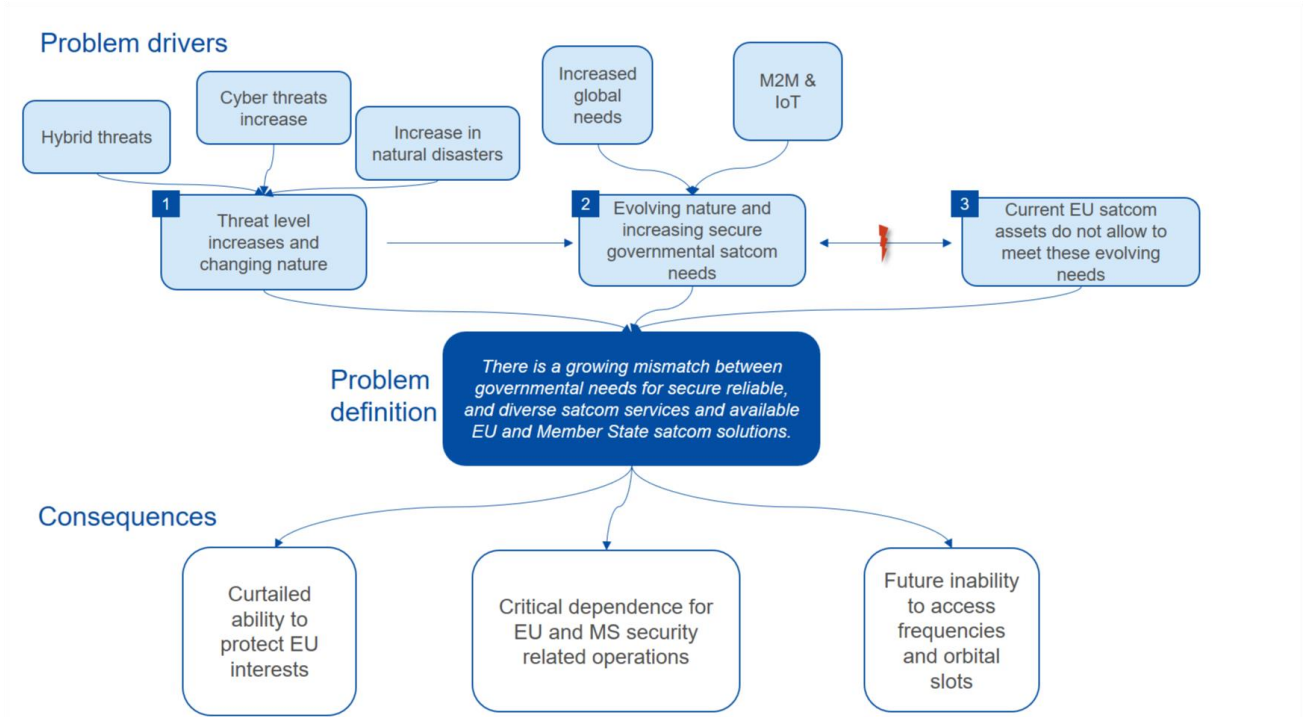 Problem drivers
Hybrid threats
Cyber threats
increase
Increase in
natural disasters
Increased
global
needs
M2M &
IoT
1
Threat level
increases and
changing nature
2
Evolving nature and
increasing secure
governmental satcom
needs
3
Current EU satcom
assets do not allow to
meet these evolving
needs
Problem
definition
There is a growing mismatch between
governmental needs for secure reliable,
and diverse satcom services and available
EU and Member State satcom solutions.
Consequences
Curtailed
ability to
protect EU
interests
Critical dependence for
EU and MS security
related operations
Future inability
to access
frequencies
and orbital
slots